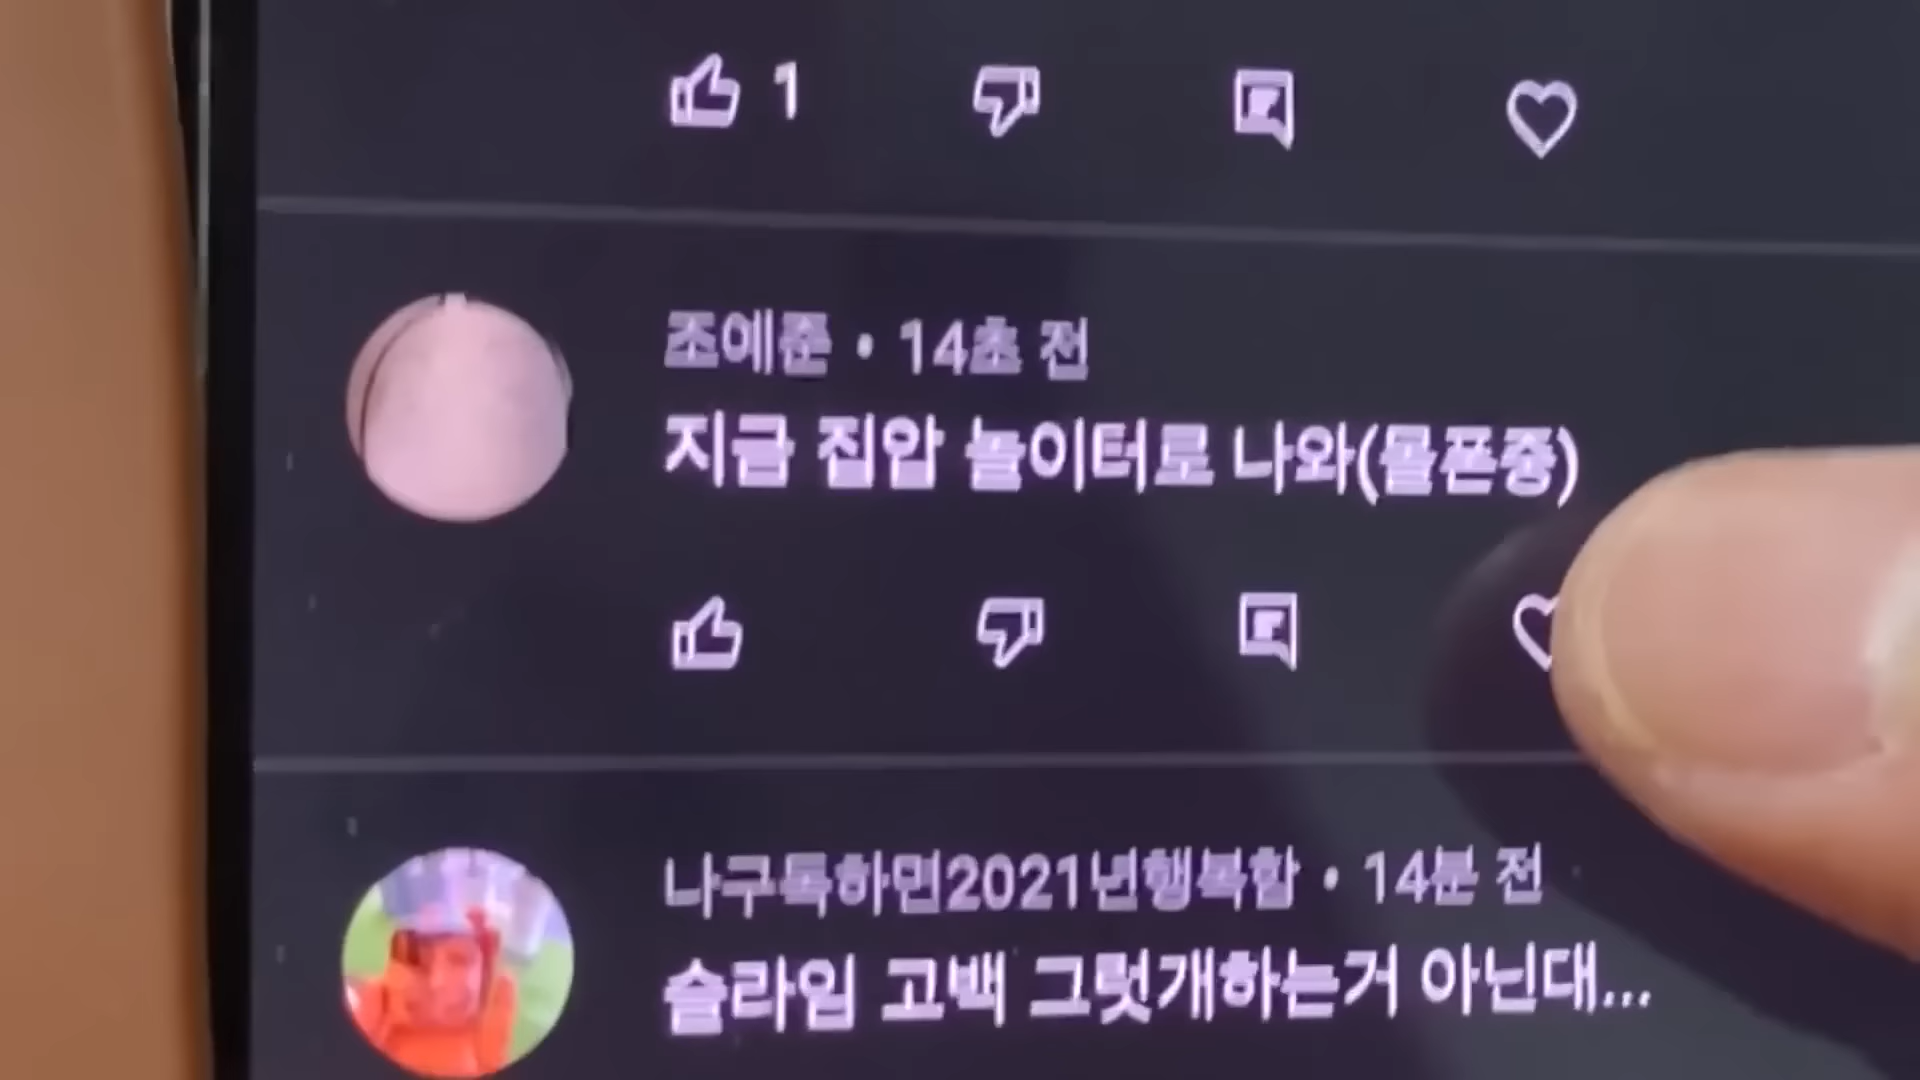 1
조예준 • 14초 전
지금 집압 놀이터로 나와(몰폰중)
나구독하면2021년행복함 • 14분 전
슬라임 고백 그럿개하는거 아닌대...